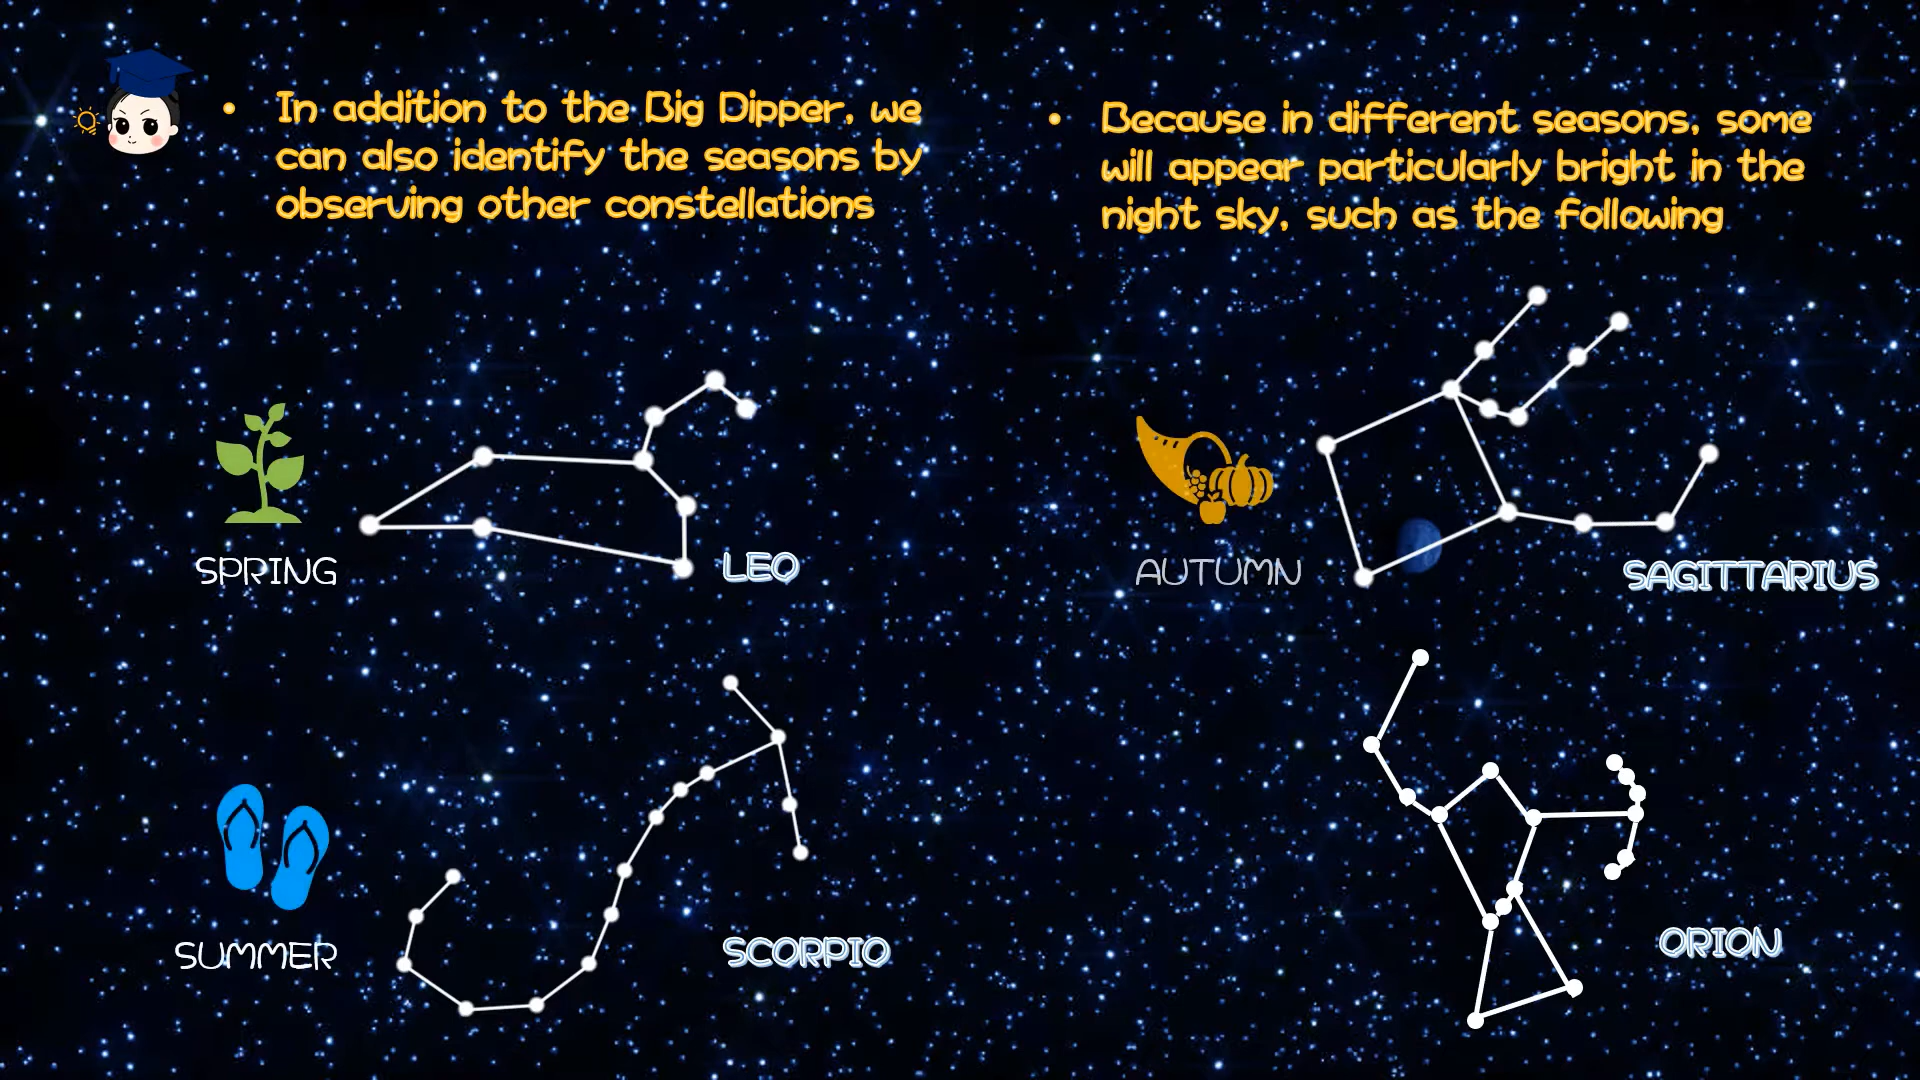 In addition to the Big Dipper, we
can also identify the seasons by
observing other constellations
Because in different seasons, some
will appear particularly bright in the
night sky, such as the following
SPRING
LEO
AUTUMN
SAGITTARIUS
SUMMER
SCORPIO
ORION